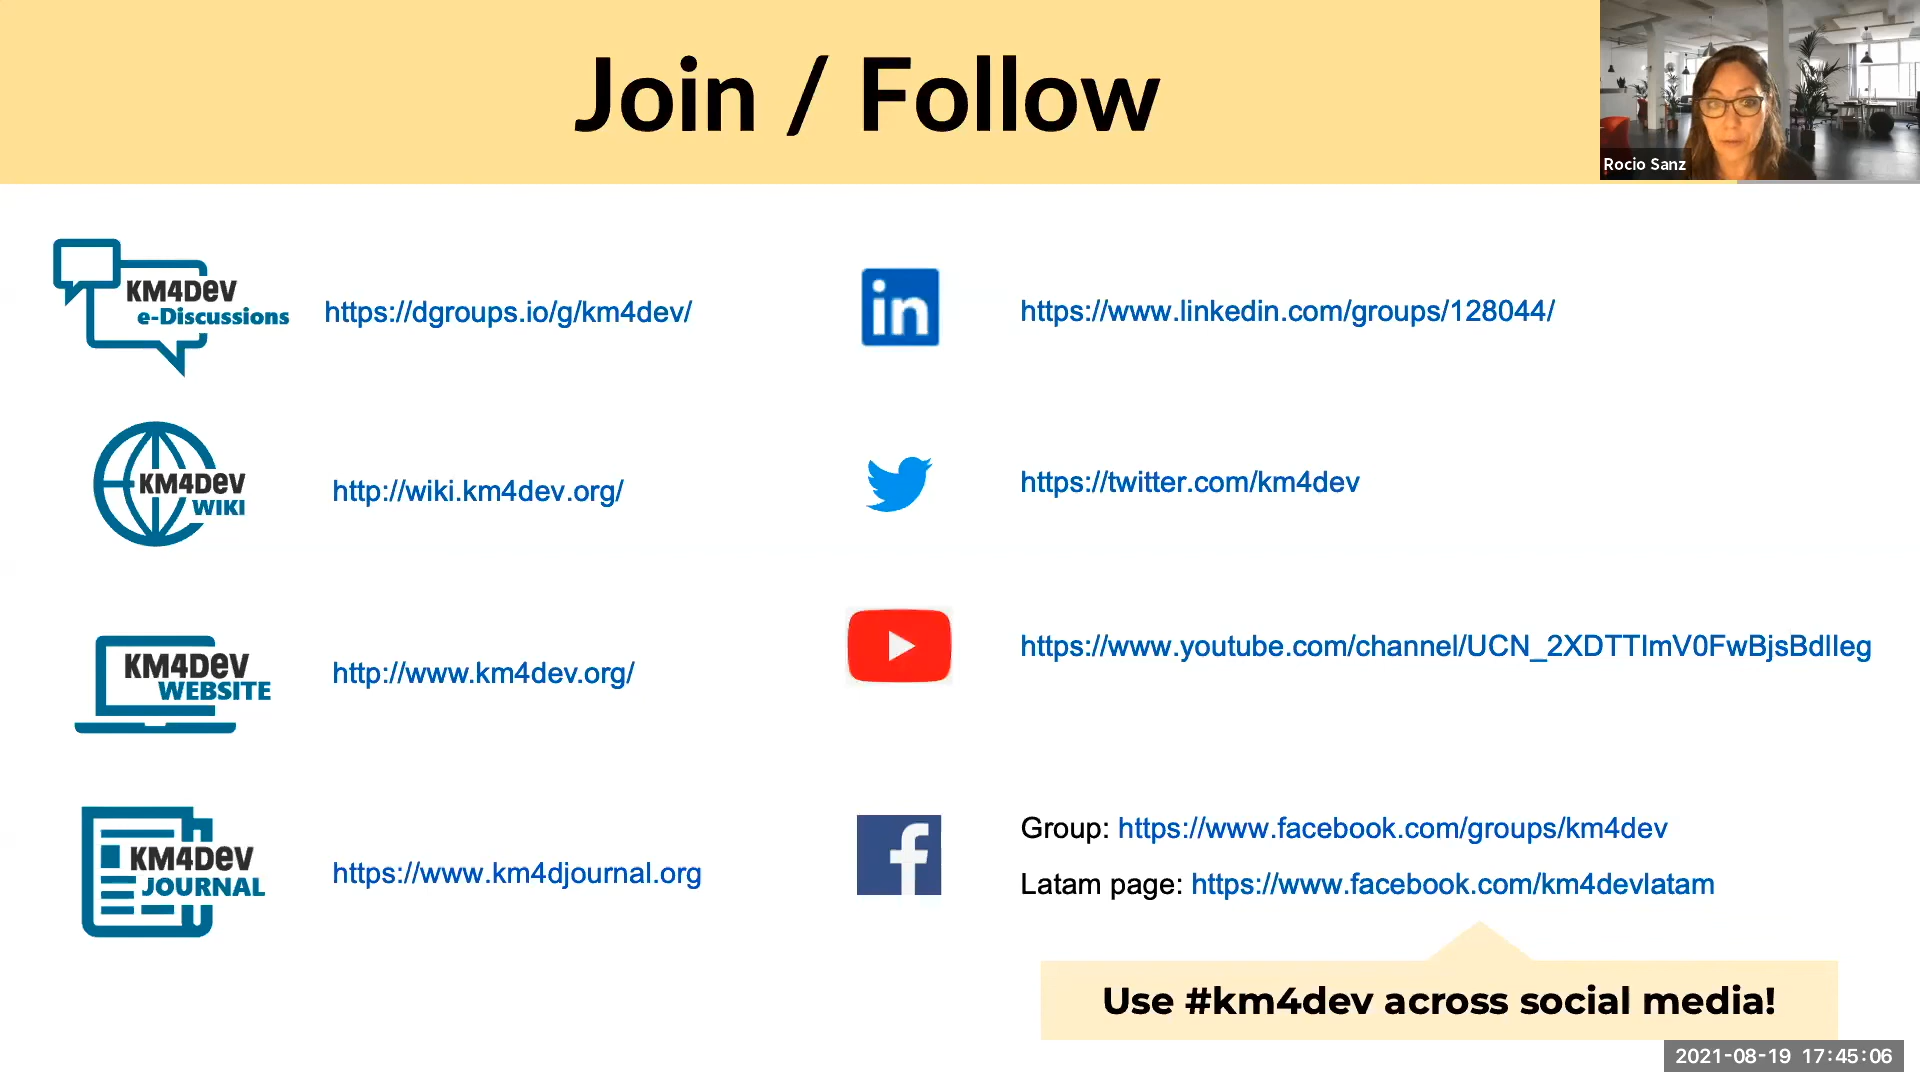 Join / Follow
Rocio Sanz
KM4DEV
e-Discussions
https://dgroups.io/g/km4dev/
in
https://www.linkedin.com/groups/128044/
KM4DEV
WIKI
http://wiki.km4dev.org/
https://twitter.com/km4dev
KM4DEV
WEBSITE
http://www.km4dev.org/
https://www.youtube.com/channel/UCN_2XDTTlmV0FwBjsBdlleg
KM4DEV
JOURNAL
https://www.km4djournal.org
f
Group: https://www.facebook.com/groups/km4dev
Latam page: https://www.facebook.com/km4devlatam
Use #km4dev across social media!
2021-08-19 17:45:06